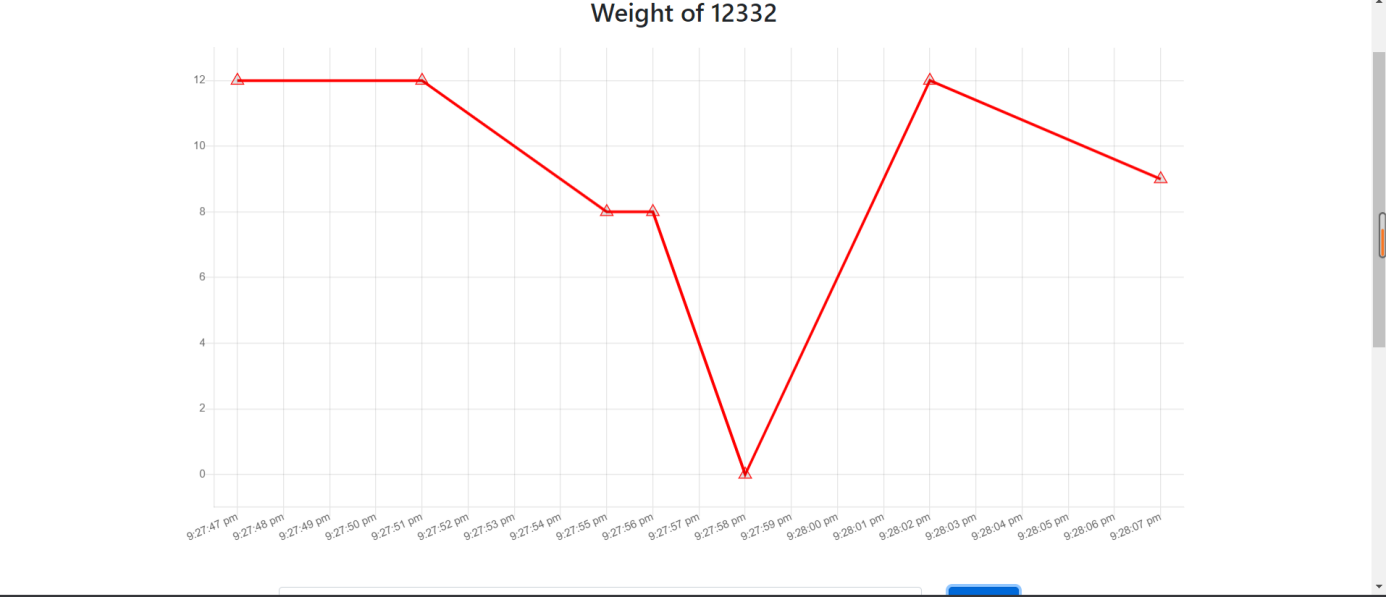 Weight of 12332
12
10
8
6
4
2
0
9:27:47 pm
9:27:48 pm
9:27:49 pm
9:27:50 pm
9:27:51 pm
9:27:52 pm
9:27:53 pm
9:27:54 pm
9:27:55 pm
9:27:56 pm
9:27:57 pm
9:27:58 pm
9:27:59 pm
9:28:00 pm
9:28:01 pm
9:28:02 pm
9:28:03 pm
9:28:04 pm
9:28:05 pm
9:28:06 pm
9:28:07 pm